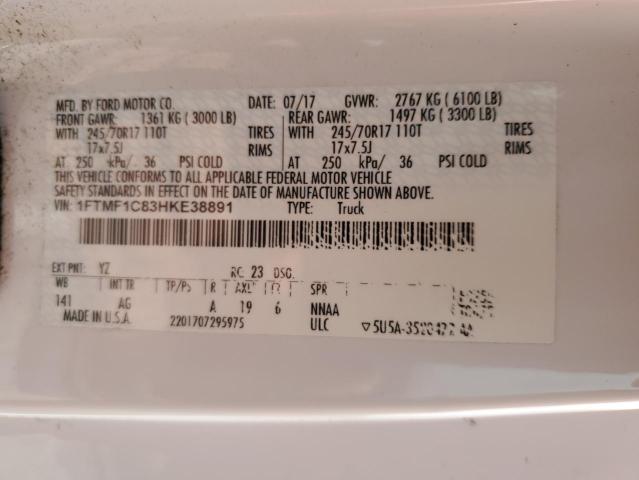 MFD. BY FORD MOTOR CO. DATE: 07/17 GVWR: 2767 KG ( 6100 LB)
FRONT GAWR: 1361 KG ( 3000 LB) REAR GAWR: 1497 KG ( 3300 LB)
WITH 245/70R17 110T TIRES WITH 245/70R17 110T TIRES
17x7.5J RIMS 17x7.5J RIMS
AT 250 kPa/ 36 PSI COLD AT 250 kPa/ 36 PSI COLD
THIS VEHICLE CONFORMS TO ALL APPLICABLE FEDERAL MOTOR VEHICLE
SAFETY STANDARDS IN EFFECT ON THE DATE OF MANUFACTURE SHOWN ABOVE.
VIN: 1FTMF1C83HKE38891 TYPE: Truck
EXT PNT: YZ RC: 23 DSO:
WB INT TR TP/PS R AXLE TR SPR
141 AG A 19 6 NNAA
MADE IN U.S.A. 2201707295975 ULC